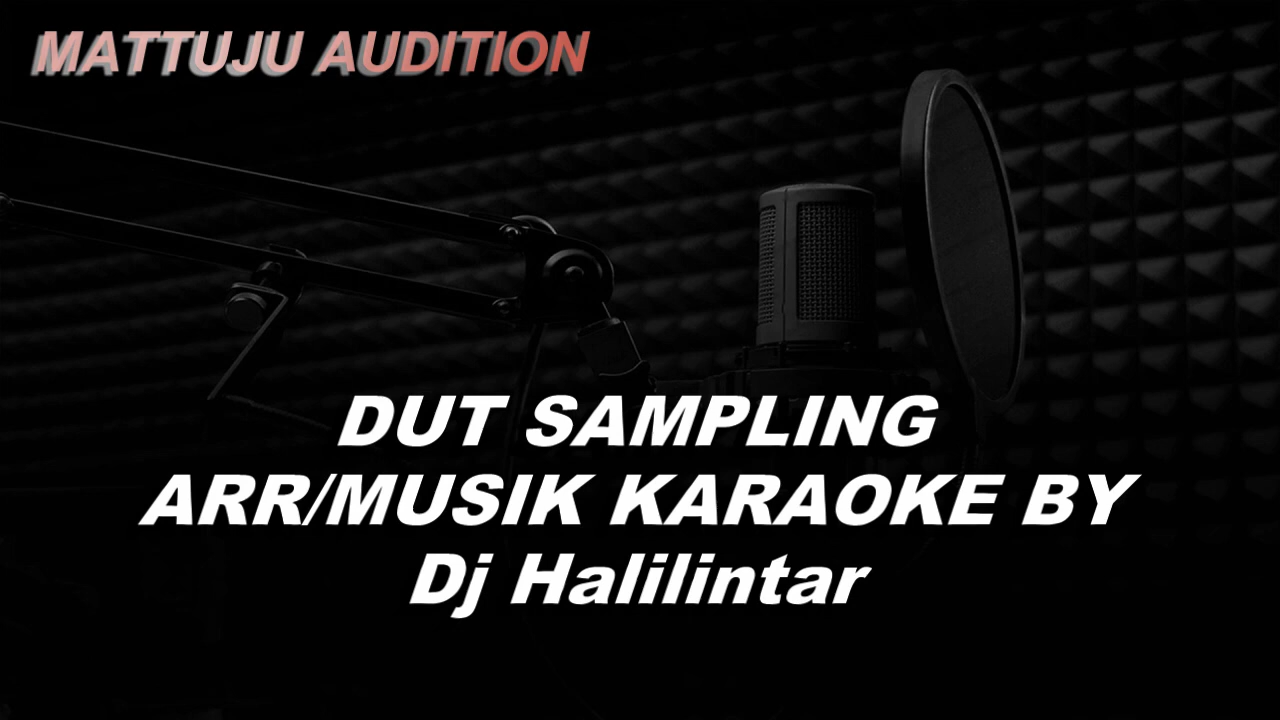 MATTUJU AUDITION
DUT SAMPLING
ARR/MUSIK KARAOKE BY
Dj Halilintar